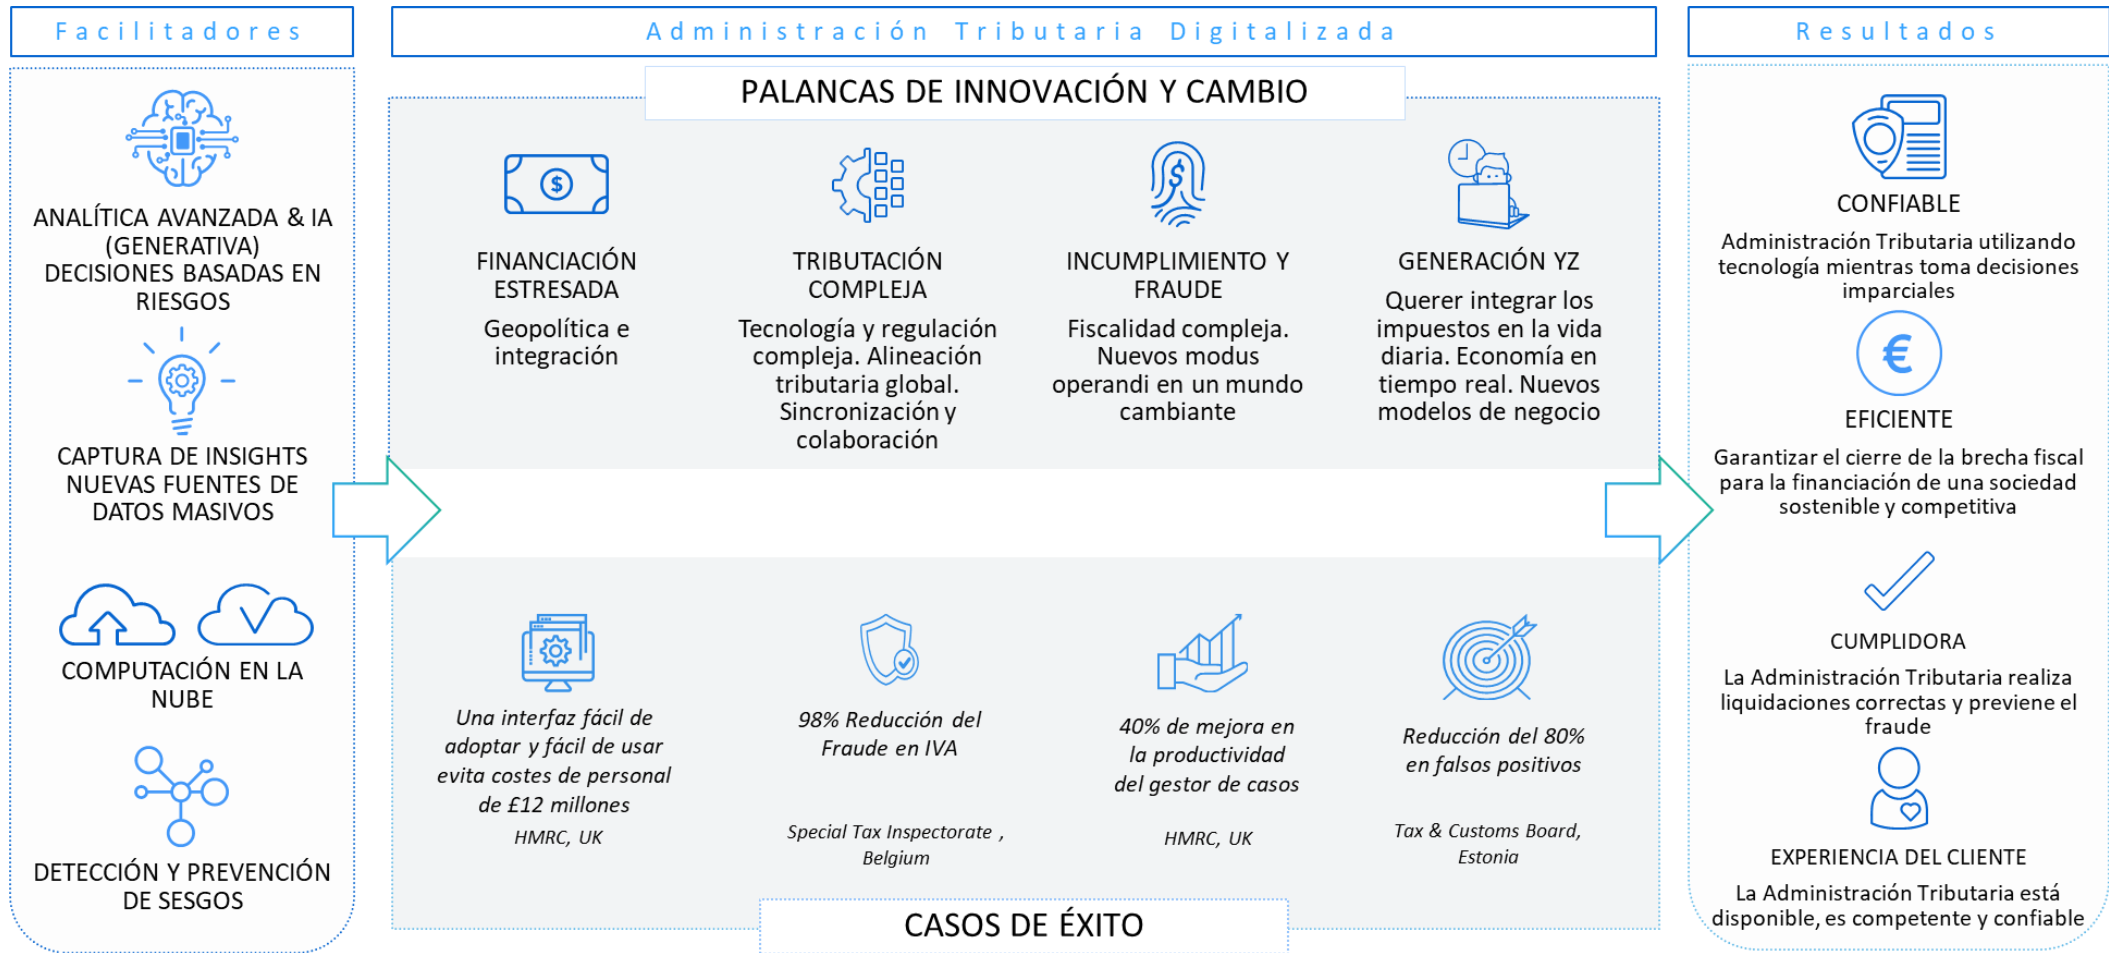 Facilitadores
ANALÍTICA AVANZADA & IA
(GENERATIVA)
DECISIONES BASADAS EN
RIESGOS
CAPTURA DE INSIGHTS
NUEVAS FUENTES DE
DATOS MASIVOS
COMPUTACIÓN EN LA
NUBE
DETECCIÓN Y PREVENCIÓN
DE SESGOS
Administración Tributaria Digitalizada
PALANCAS DE INNOVACIÓN Y CAMBIO
$
FINANCIACIÓN
ESTRESADA
Geopolítica e
integración
TRIBUTACIÓN
COMPLEJA
Tecnología y regulación
compleja. Alineación
tributaria global.
Sincronización y
colaboración
$
INCUMPLIMIENTO Y
FRAUDE
Fiscalidad compleja.
Nuevos modus
operandi en un mundo
cambiante
GENERACIÓN YZ
Querer integrar los
impuestos en la vida
diaria. Economía en
tiempo real. Nuevos
modelos de negocio
Una interfaz fácil de
adoptar y fácil de usar
evita costes de personal
de £12 millones
HMRC, UK
98% Reducción del
Fraude en IVA
Special Tax Inspectorate ,
Belgium
40% de mejora en
la productividad
del gestor de casos
HMRC, UK
Reducción del 80%
en falsos positivos
Tax & Customs Board,
Estonia
CASOS DE ÉXITO
Resultados
CONFIABLE
Administración Tributaria utilizando
tecnología mientras toma decisiones
imparciales
€
EFICIENTE
Garantizar el cierre de la brecha fiscal
para la financiación de una sociedad
sostenible y competitiva
CUMPLIDORA
La Administración Tributaria realiza
liquidaciones correctas y previene el
fraude
EXPERIENCIA DEL CLIENTE
La Administración Tributaria está
disponible, es competente y confiable